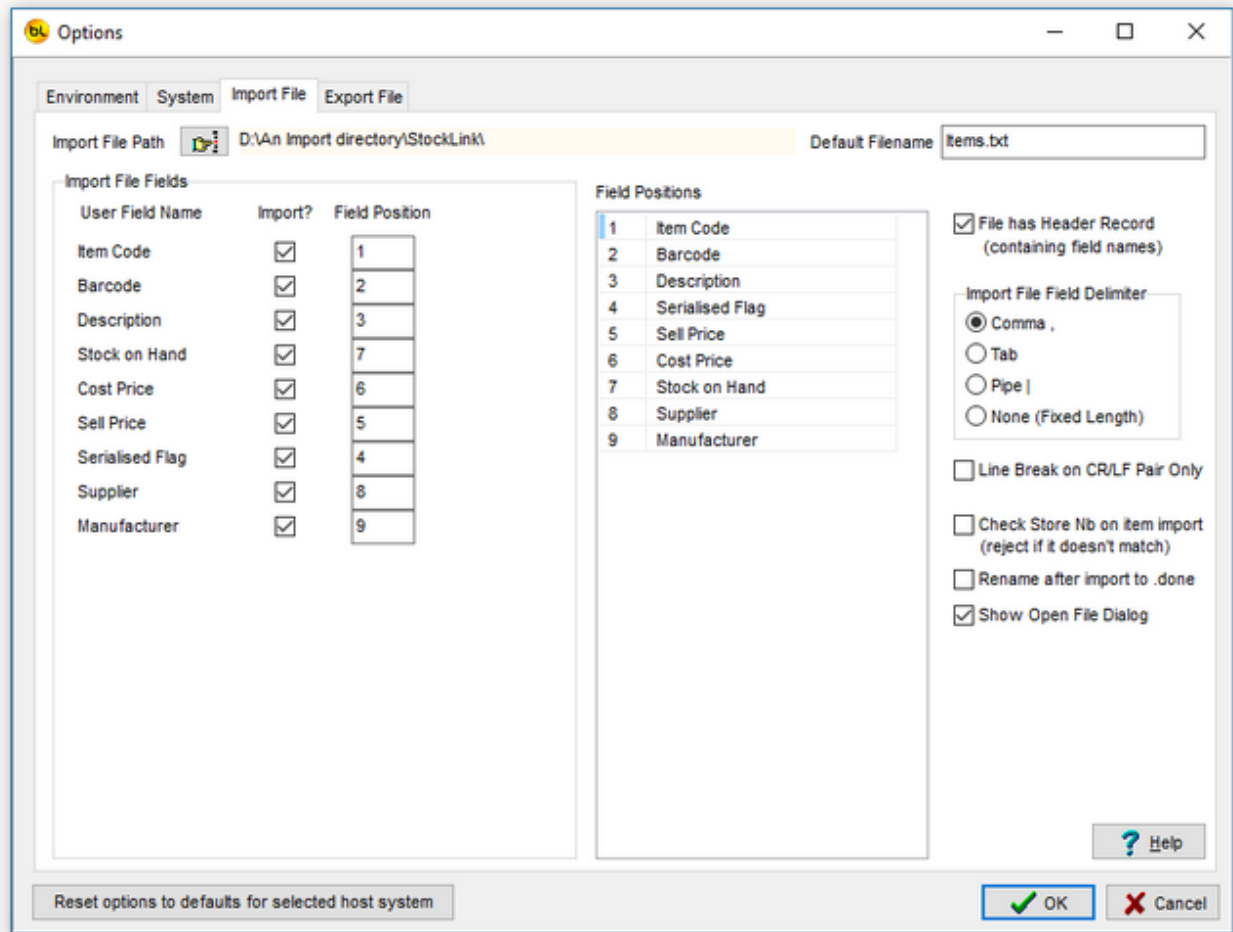 bL Options
Environment System Import File Export File
Import File Path D:\An Import directory\StockLink\ Default Filename Items.txt
Import File Fields
User Field Name Import? Field Position
Item Code 1
Barcode 2
Description 3
Stock on Hand 7
Cost Price 6
Sell Price 5
Serialised Flag 4
Supplier 8
Manufacturer 9
Field Positions
1 Item Code
2 Barcode
3 Description
4 Serialised Flag
5 Sell Price
6 Cost Price
7 Stock on Hand
8 Supplier
9 Manufacturer
File has Header Record
(containing field names)
Import File Field Delimiter
Comma ,
Tab
Pipe |
None (Fixed Length)
Line Break on CR/LF Pair Only
Check Store Nb on item import
(reject if it doesn't match)
Rename after import to .done
Show Open File Dialog
? Help
Reset options to defaults for selected host system OK Cancel